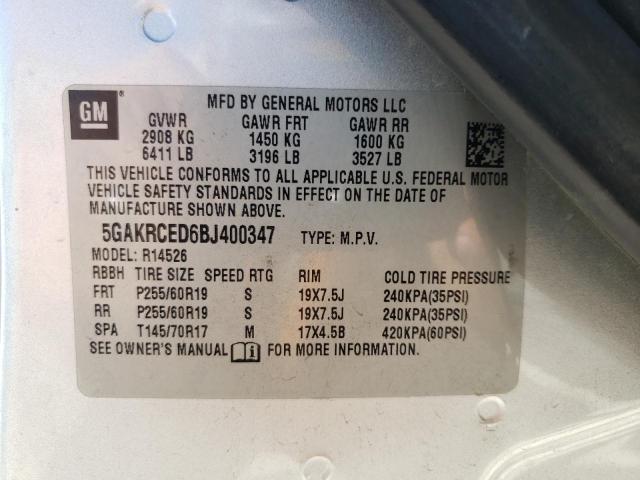 GM
MFD BY GENERAL MOTORS LLC
GVWR GAWR FRT GAWR RR
2908 KG 1450 KG 1600 KG
6411 LB 3196 LB 3527 LB
THIS VEHICLE CONFORMS TO ALL APPLICABLE U.S. FEDERAL MOTOR
VEHICLE SAFETY STANDARDS IN EFFECT ON THE DATE OF
MANUFACTURE SHOWN ABOVE.
5GAKRCED6BJ400347 TYPE: M.P.V.
MODEL: R14526
RBBH TIRE SIZE SPEED RTG RIM COLD TIRE PRESSURE
FRT P255/60R19 S 19X7.5J 240KPA(35PSI)
RR P255/60R19 S 19X7.5J 240KPA(35PSI)
SPA T145/70R17 M 17X4.5B 420KPA(60PSI)
SEE OWNER'S MANUAL FOR MORE INFORMATION.